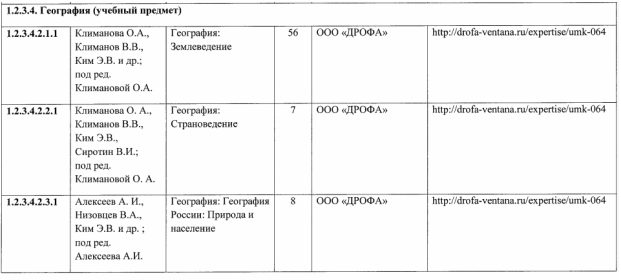 1.2.3.4. География (учебный предмет)
1.2.3.4.2.1.1 Климанова О.А., География: 56 ООО «ДРОФА» http://drofa-ventana.ru/expertise/umk-064
Климанов В.В., Землеведение
Ким Э.В. и др.;
под ред.
Климановой О.А.
1.2.3.4.2.2.1 Климанова О. А., География: 7 ООО «ДРОФА» http://drofa-ventana.ru/expertise/umk-064
Климанов В.В., Страноведение
Ким Э.В.,
Сиротин В.И.;
под ред.
Климановой О. А.
1.2.3.4.2.3.1 Алексеев А. И., География: География 8 ООО «ДРОФА» http://drofa-ventana.ru/expertise/umk-064
Низовцев В.А., России: Природа и
Ким Э.В. и др. ; население
под ред.
Алексеева А.И.